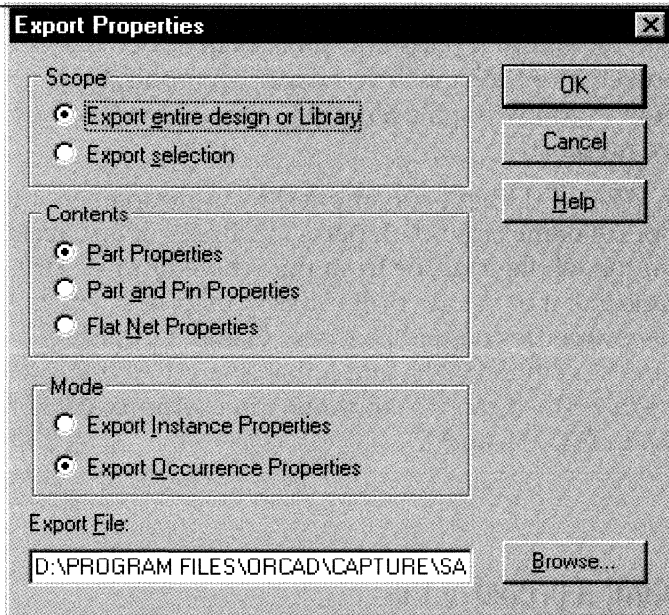 Export Properties
Scope
Export entire design or Library
Export selection
OK
Cancel
Help
Contents
Part Properties
Part and Pin Properties
Flat Net Properties
Mode
Export Instance Properties
Export Occurrence Properties
Export File:
D:\PROGRAM FILES\ORCAD\CAPTURE\SA
Browse...